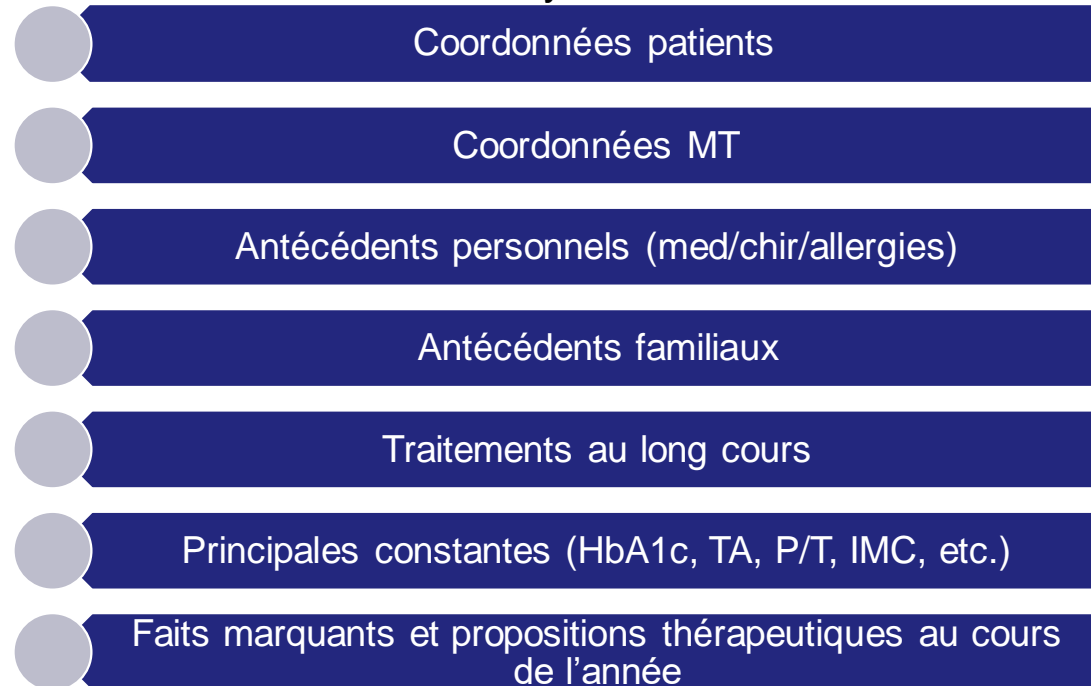 Coordonnées patients
Coordonnées MT
Antécédents personnels (med/chir/allergies)
Antécédents familiaux
Traitements au long cours
Principales constantes (HbA1c, TA, P/T, IMC, etc.)
Faits marquants et propositions thérapeutiques au cours
de l’année